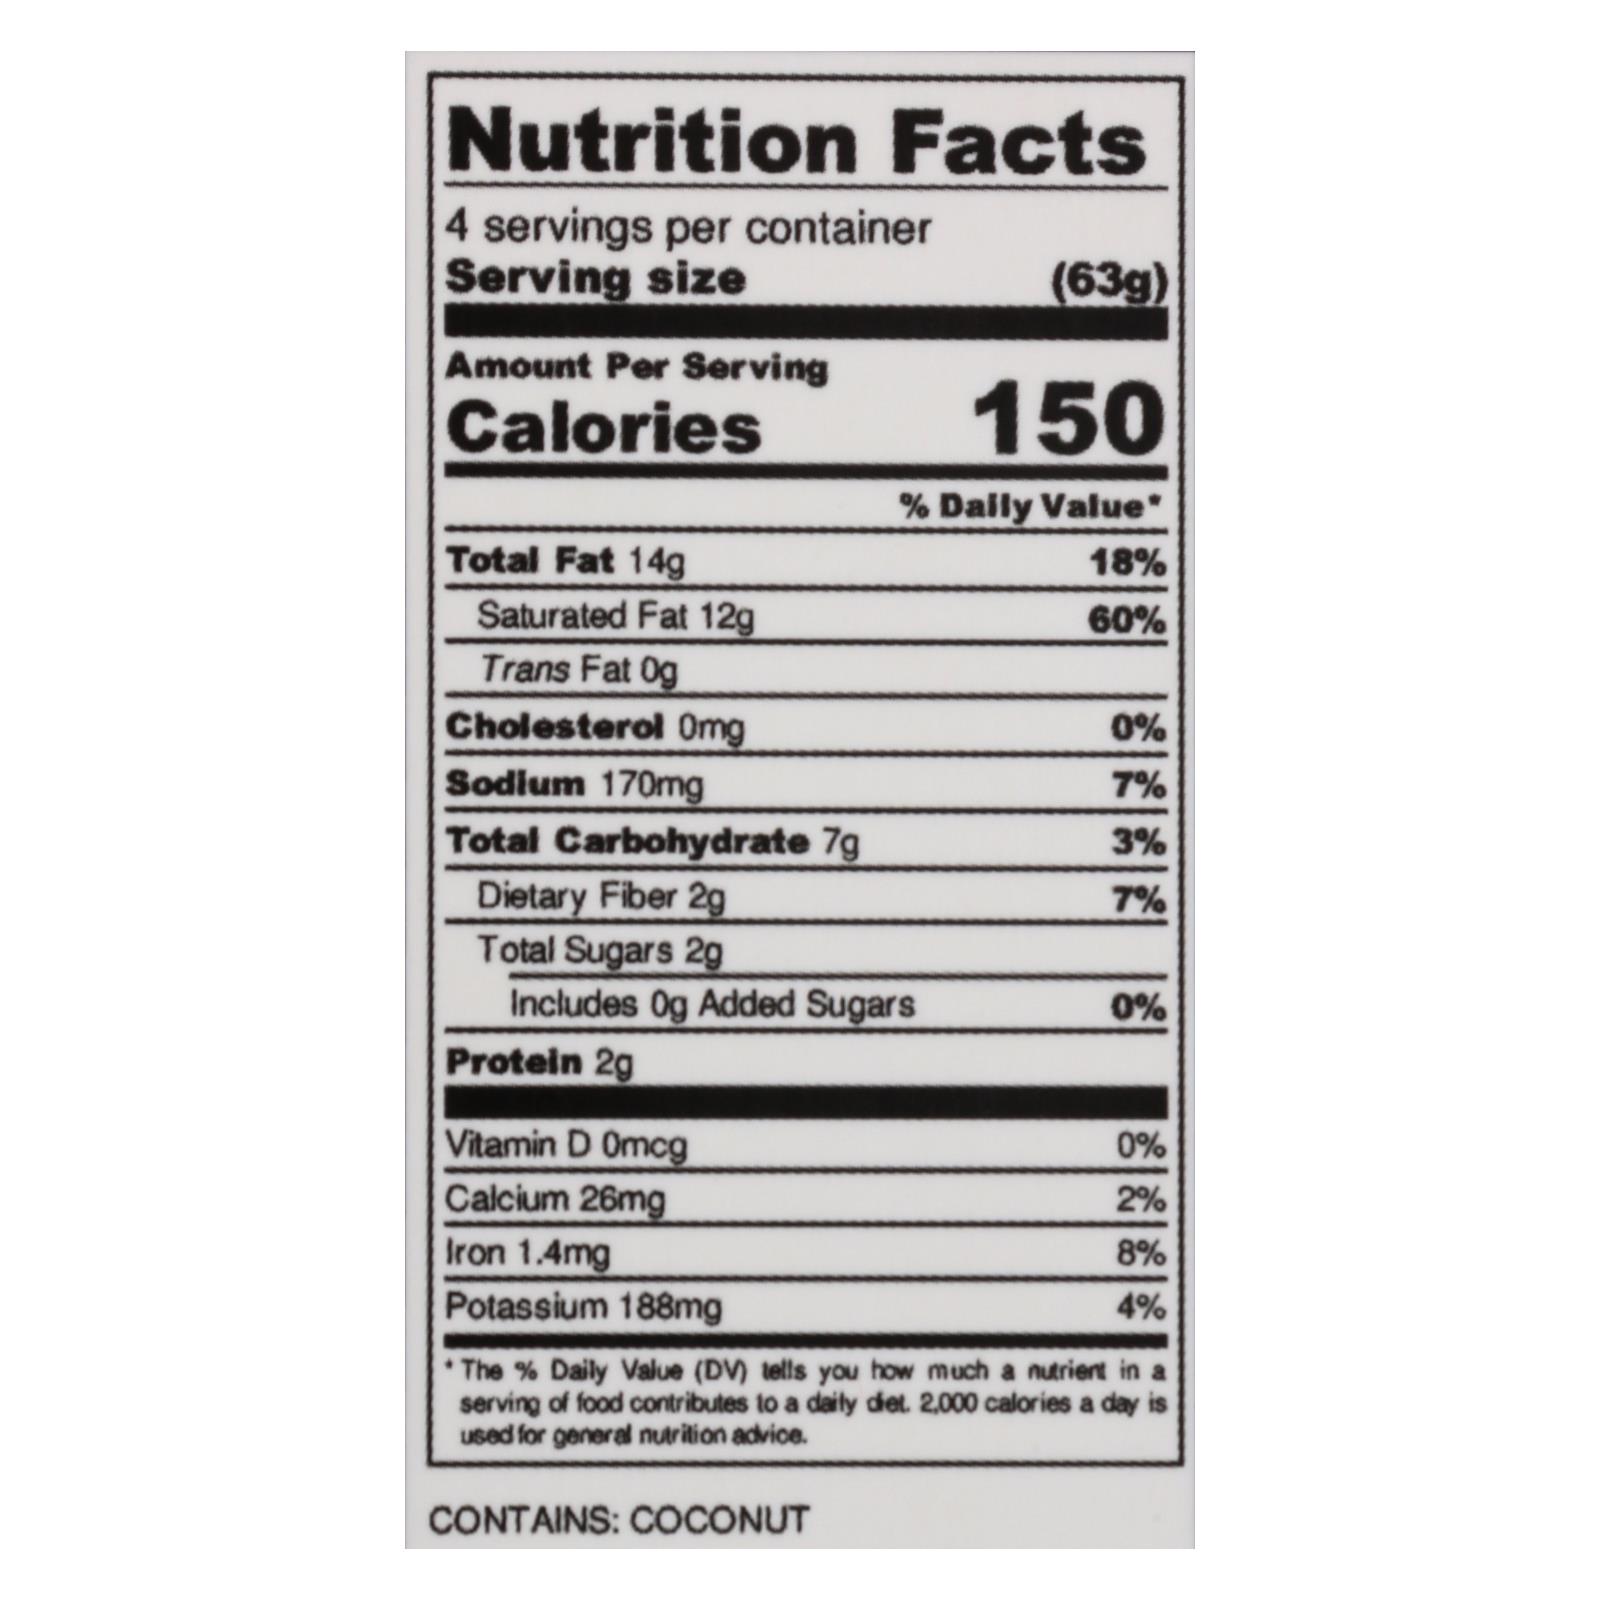 Nutrition Facts
4 servings per container
Serving size (63g)
Amount Per Serving
Calories 150
% Daily Value*
Total Fat 14g 18%
Saturated Fat 12g 60%
Trans Fat 0g
Cholesterol 0mg 0%
Sodium 170mg 7%
Total Carbohydrate 7g 3%
Dietary Fiber 2g 7%
Total Sugars 2g
Includes 0g Added Sugars 0%
Protein 2g
Vitamin D 0mcg 0%
Calcium 26mg 2%
Iron 1.4mg 8%
Potassium 188mg 4%
* The % Daily Value (DV) tells you how much a nutrient in a
serving of food contributes to a daily diet. 2,000 calories a day is
used for general nutrition advice.
CONTAINS: COCONUT